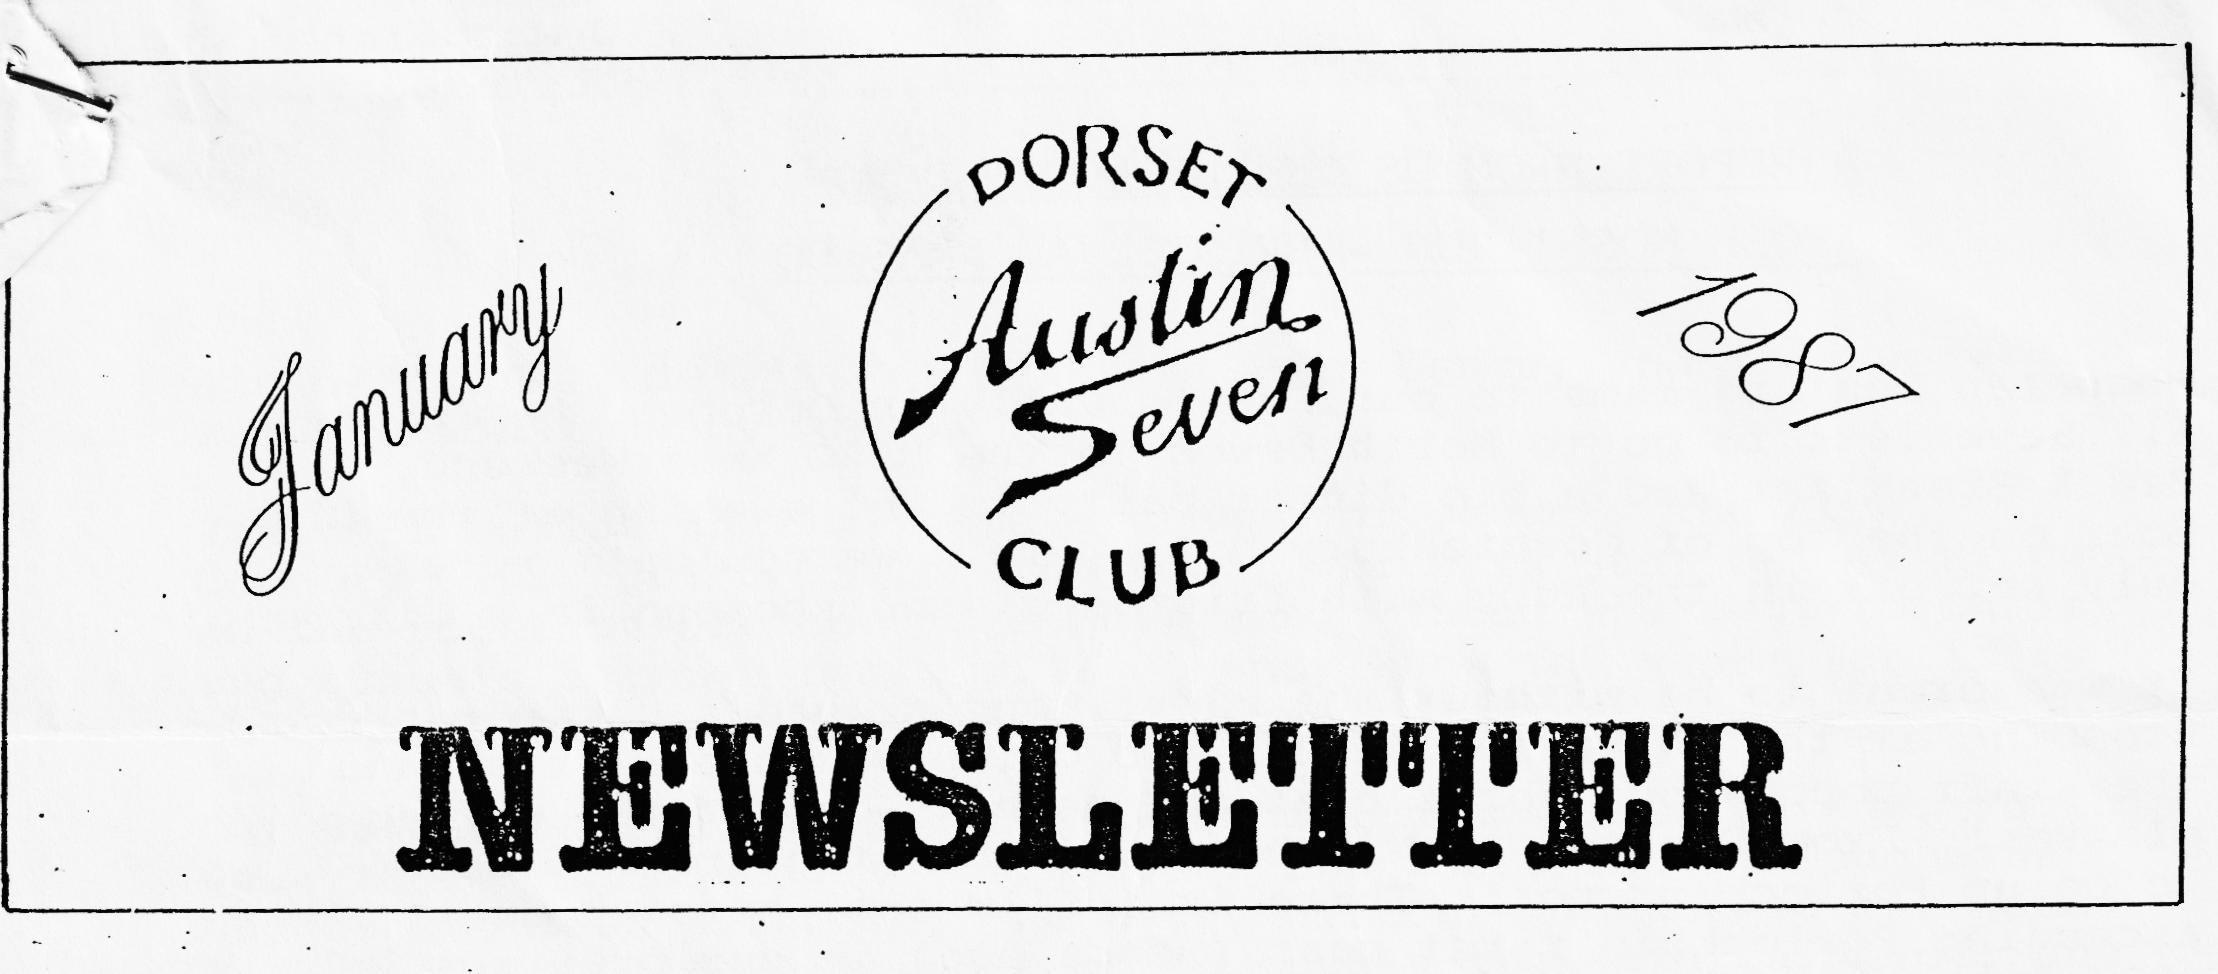 DORSET
January
Austin
Seven
1987
CLUB
NEWSLETTER